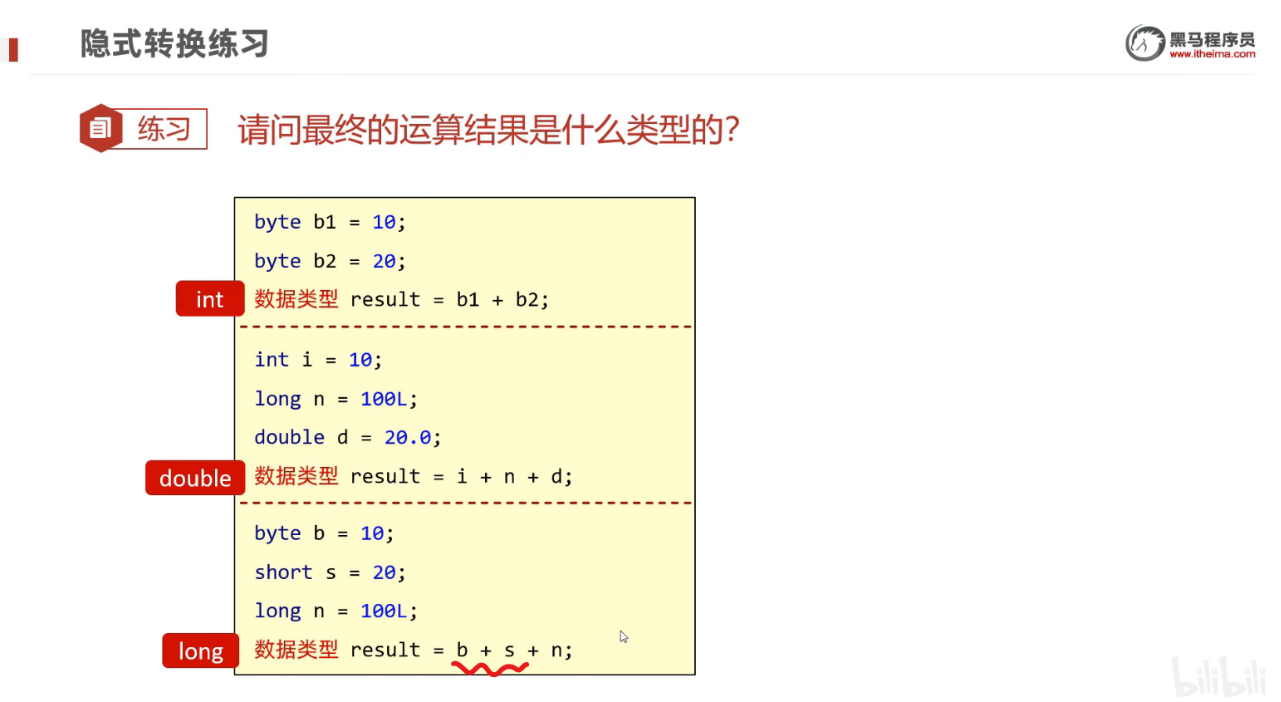 隐式转换练习
黑马程序员
www.itheima.com
练习
请问最终的运算结果是什么类型的？
byte b1 = 10;
byte b2 = 20;
int
数据类型 result = b1 + b2;
int i = 10;
long n = 100L;
double d = 20.0;
double
数据类型 result = i + n + d;
byte b = 10;
short s = 20;
long n = 100L;
long
数据类型 result = b + s + n;
bilibili